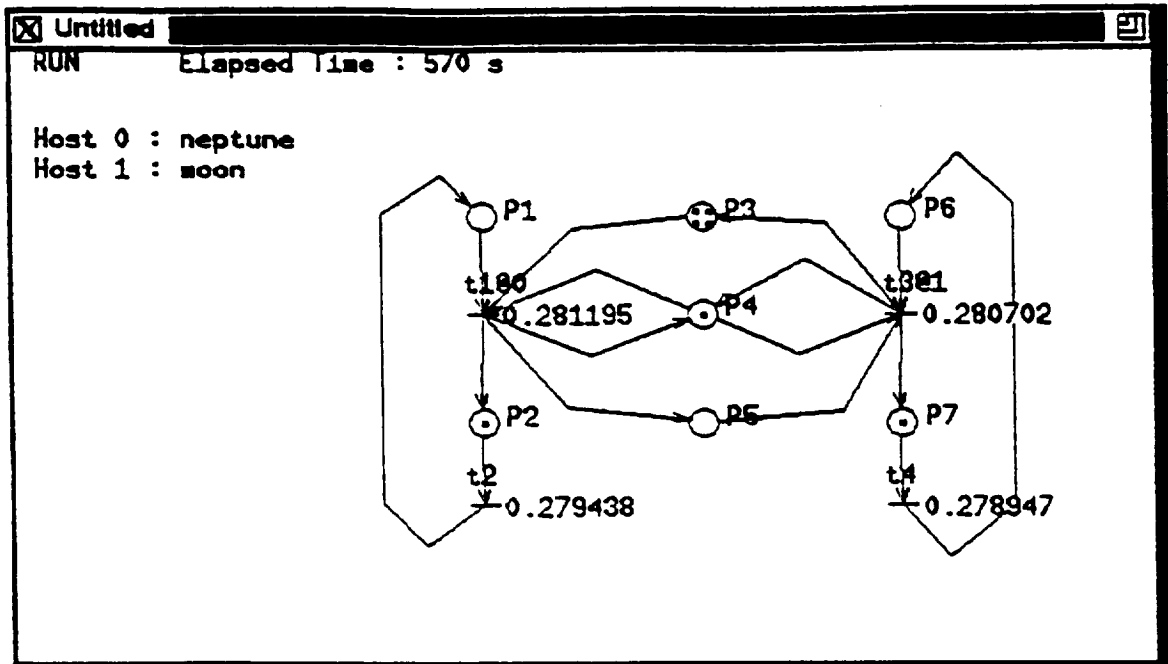 Untitled
RUN Elapsed Time : 570 s
Host 0 : neptune
Host 1 : moon
P1 P3 P6
0.281195 P4 0.280702
P2 P5 P7
t2 t4
0.279438 0.278947